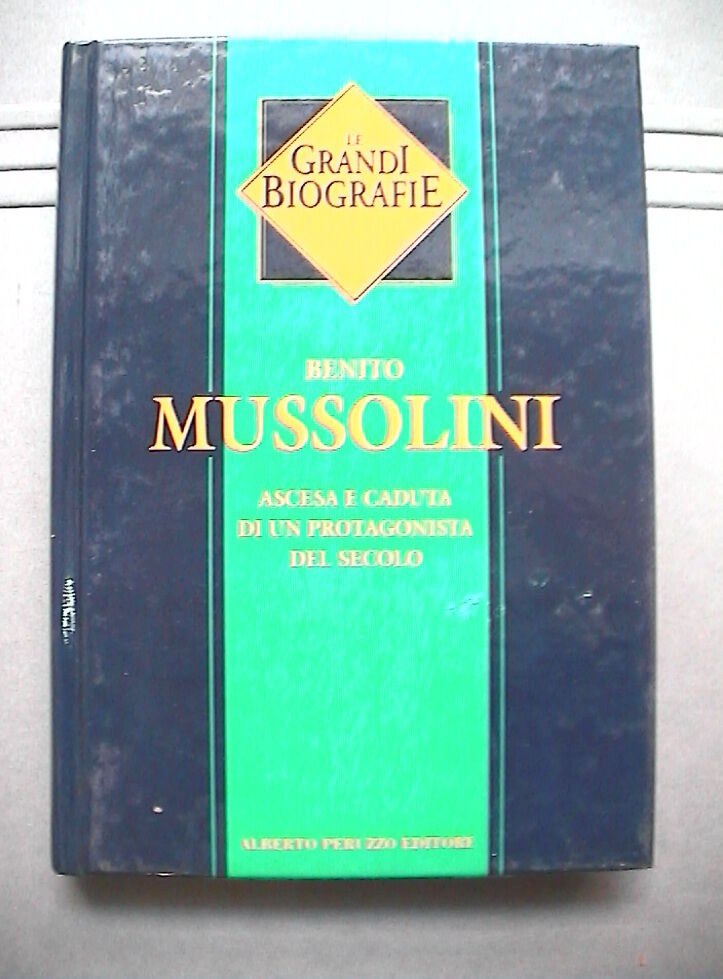 LE
GRANDI
BIOGRAFIE
BENITO
MUSSOLINI
ASCESA E CADUTA
DI UN PROTAGONISTA
DEL SECOLO
ALBERTO PERUZZO EDITORE